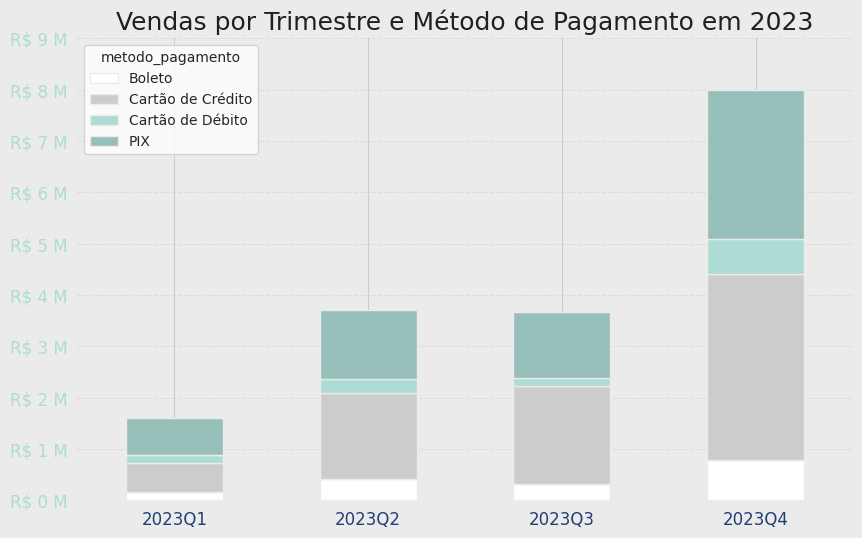 Vendas por Trimestre e Método de Pagamento em 2023
R$ 9 M
R$ 8 M
R$ 7 M
R$ 6 M
R$ 5 M
R$ 4 M
R$ 3 M
R$ 2 M
R$ 1 M
R$ 0 M
metodo_pagamento
Boleto
Cartão de Crédito
Cartão de Débito
PIX
2023Q1
2023Q2
2023Q3
2023Q4